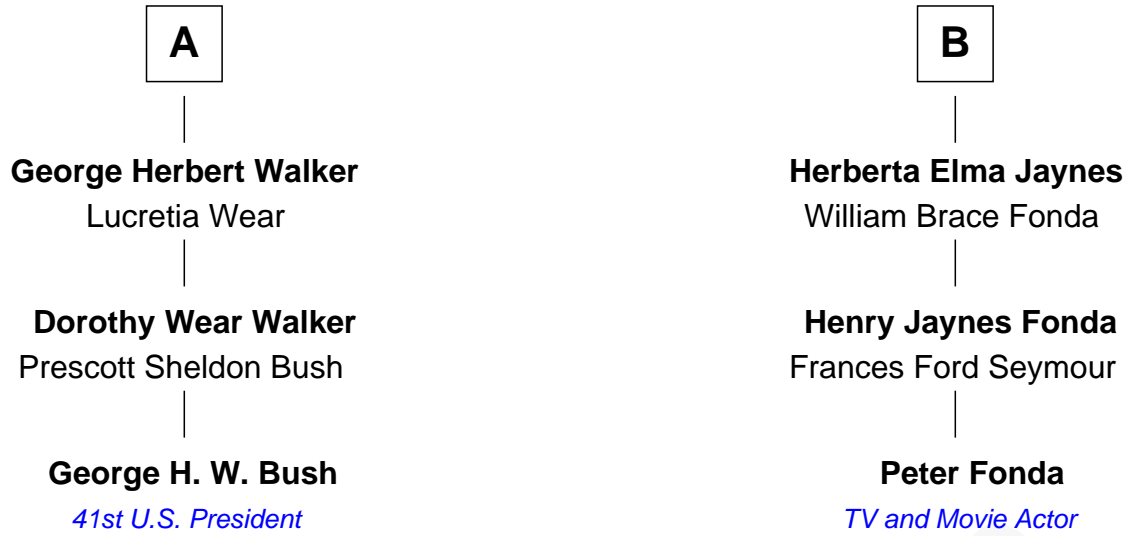 A
George Herbert Walker
Lucretia Wear
Dorothy Wear Walker
Prescott Sheldon Bush
George H. W. Bush
41st U.S. President
B
Herberta Elma Jaynes
William Brace Fonda
Henry Jaynes Fonda
Frances Ford Seymour
Peter Fonda
TV and Movie Actor